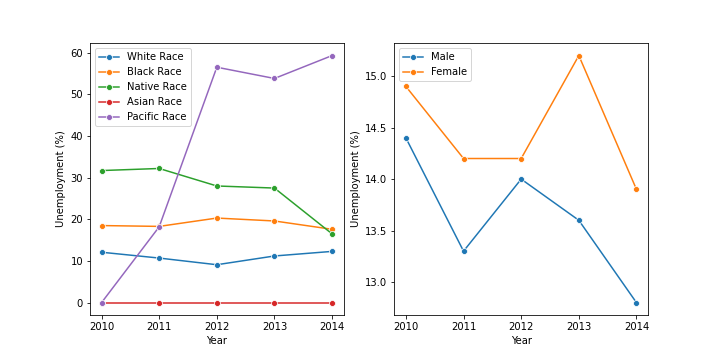 White Race
Black Race
Native Race
Asian Race
Pacific Race
60
50
40
30
20
10
0
Unemployment (%)
2010 2011 2012 2013 2014
Year
Male
Female
15.0
14.5
14.0
13.5
13.0
Unemployment (%)
2010 2011 2012 2013 2014
Year